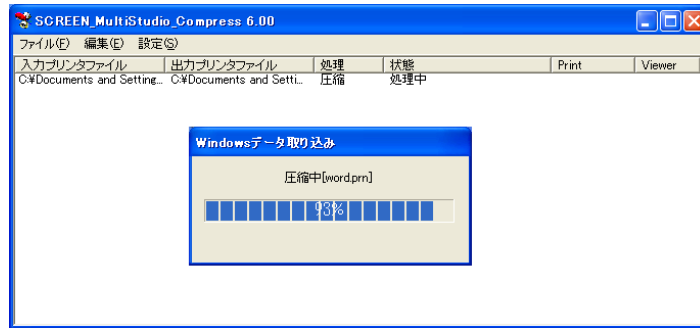 SCREEN_MultiStudio_Compress 6.00
ファイル(F) 編集(E) 設定(S)
入力プリンタファイル 出力プリンタファイル 処理 状態 Print Viewer
C:¥Documents and Setting... C:¥Documents and Setti... 圧縮 処理中
Windowsデータ取り込み
圧縮中[word.prn]
93%